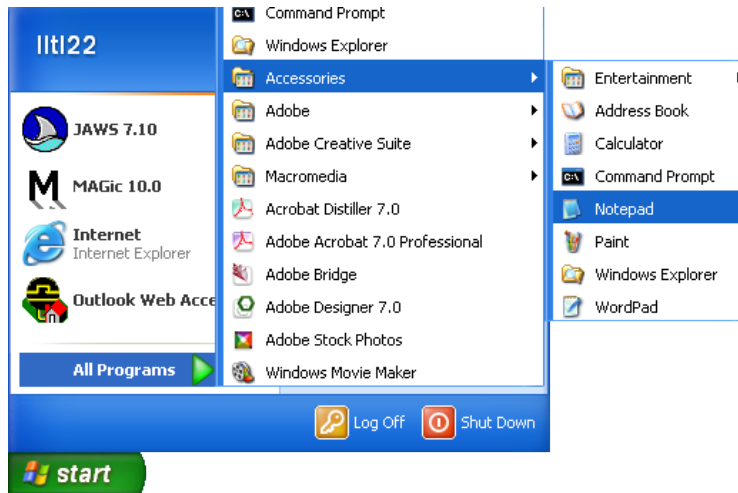 lltl22
JAWS 7.10
MAGic 10.0
Internet
Internet Explorer
Outlook Web Acce
All Programs
Command Prompt
Windows Explorer
Accessories
Adobe
Adobe Creative Suite
Macromedia
Acrobat Distiller 7.0
Adobe Acrobat 7.0 Professional
Adobe Bridge
Adobe Designer 7.0
Adobe Stock Photos
Windows Movie Maker
Entertainment
Address Book
Calculator
Command Prompt
Notepad
Paint
Windows Explorer
WordPad
Log Off
Shut Down
start